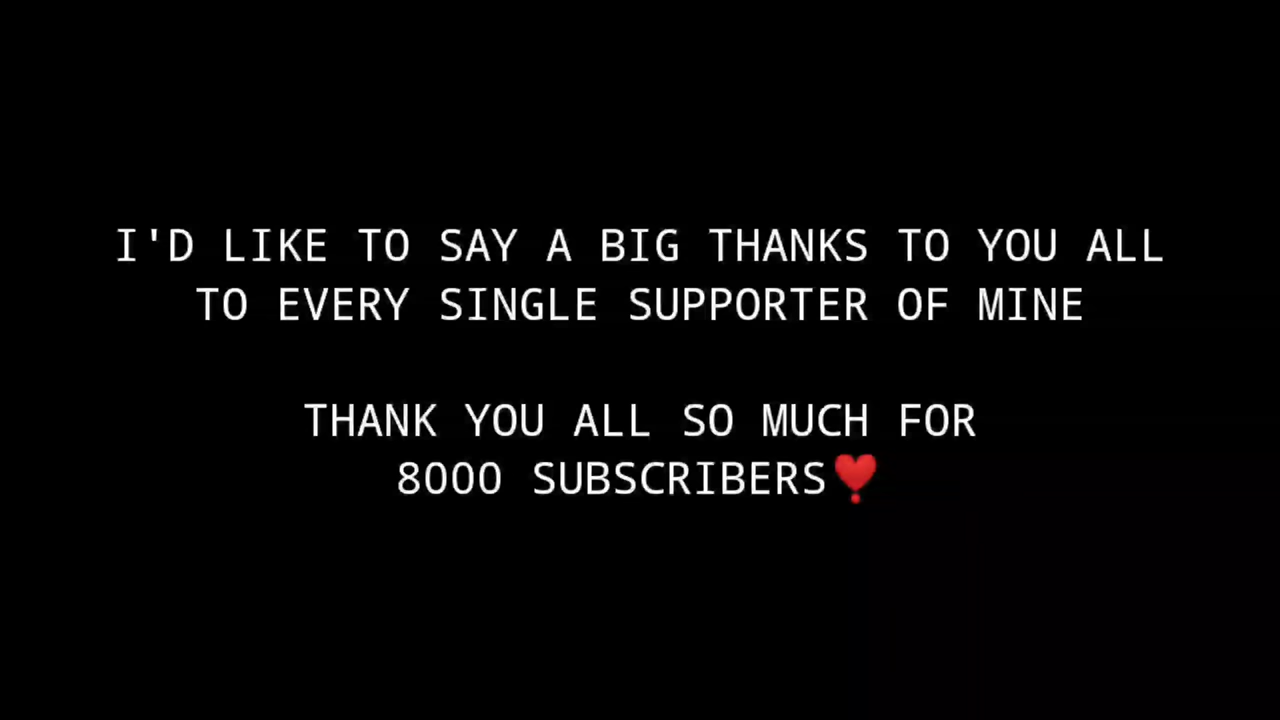 I'D LIKE TO SAY A BIG THANKS TO YOU ALL
TO EVERY SINGLE SUPPORTER OF MINE
THANK YOU ALL SO MUCH FOR
8000 SUBSCRIBERS❣️